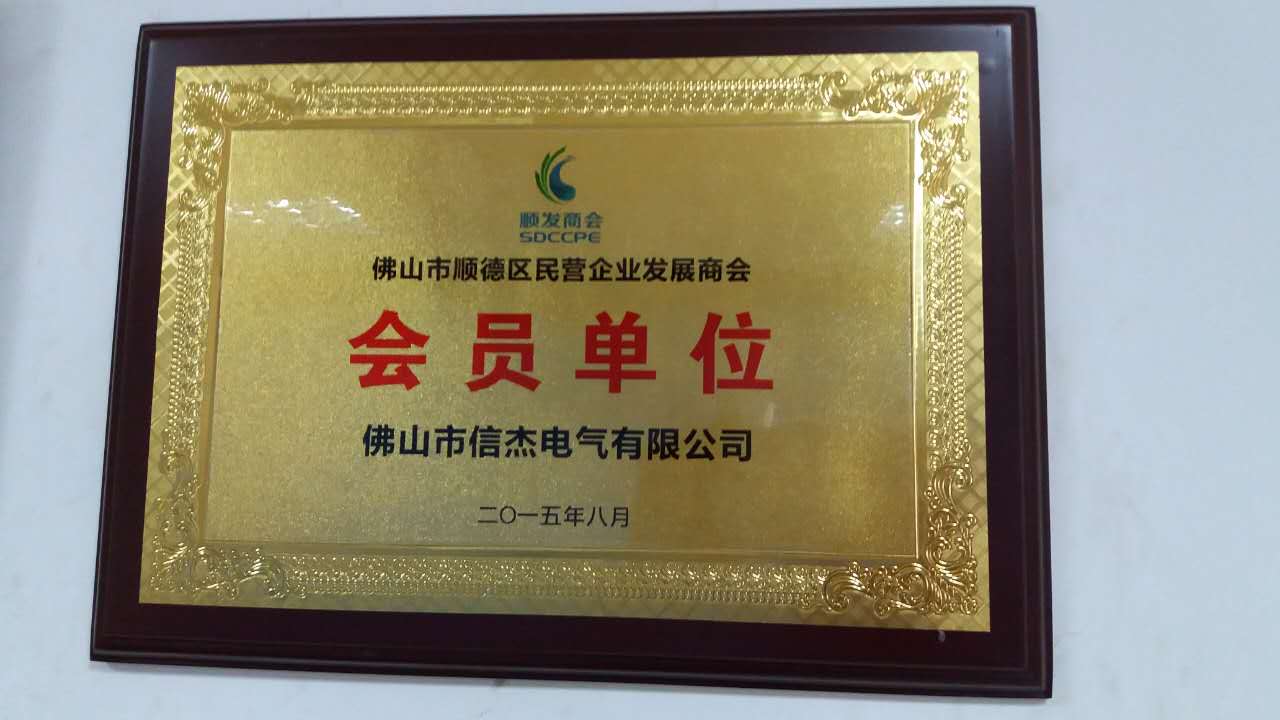 顺发商会
SDCCPE
佛山市顺德区民营企业发展商会
会员单位
佛山市信杰电气有限公司
二〇一五年八月